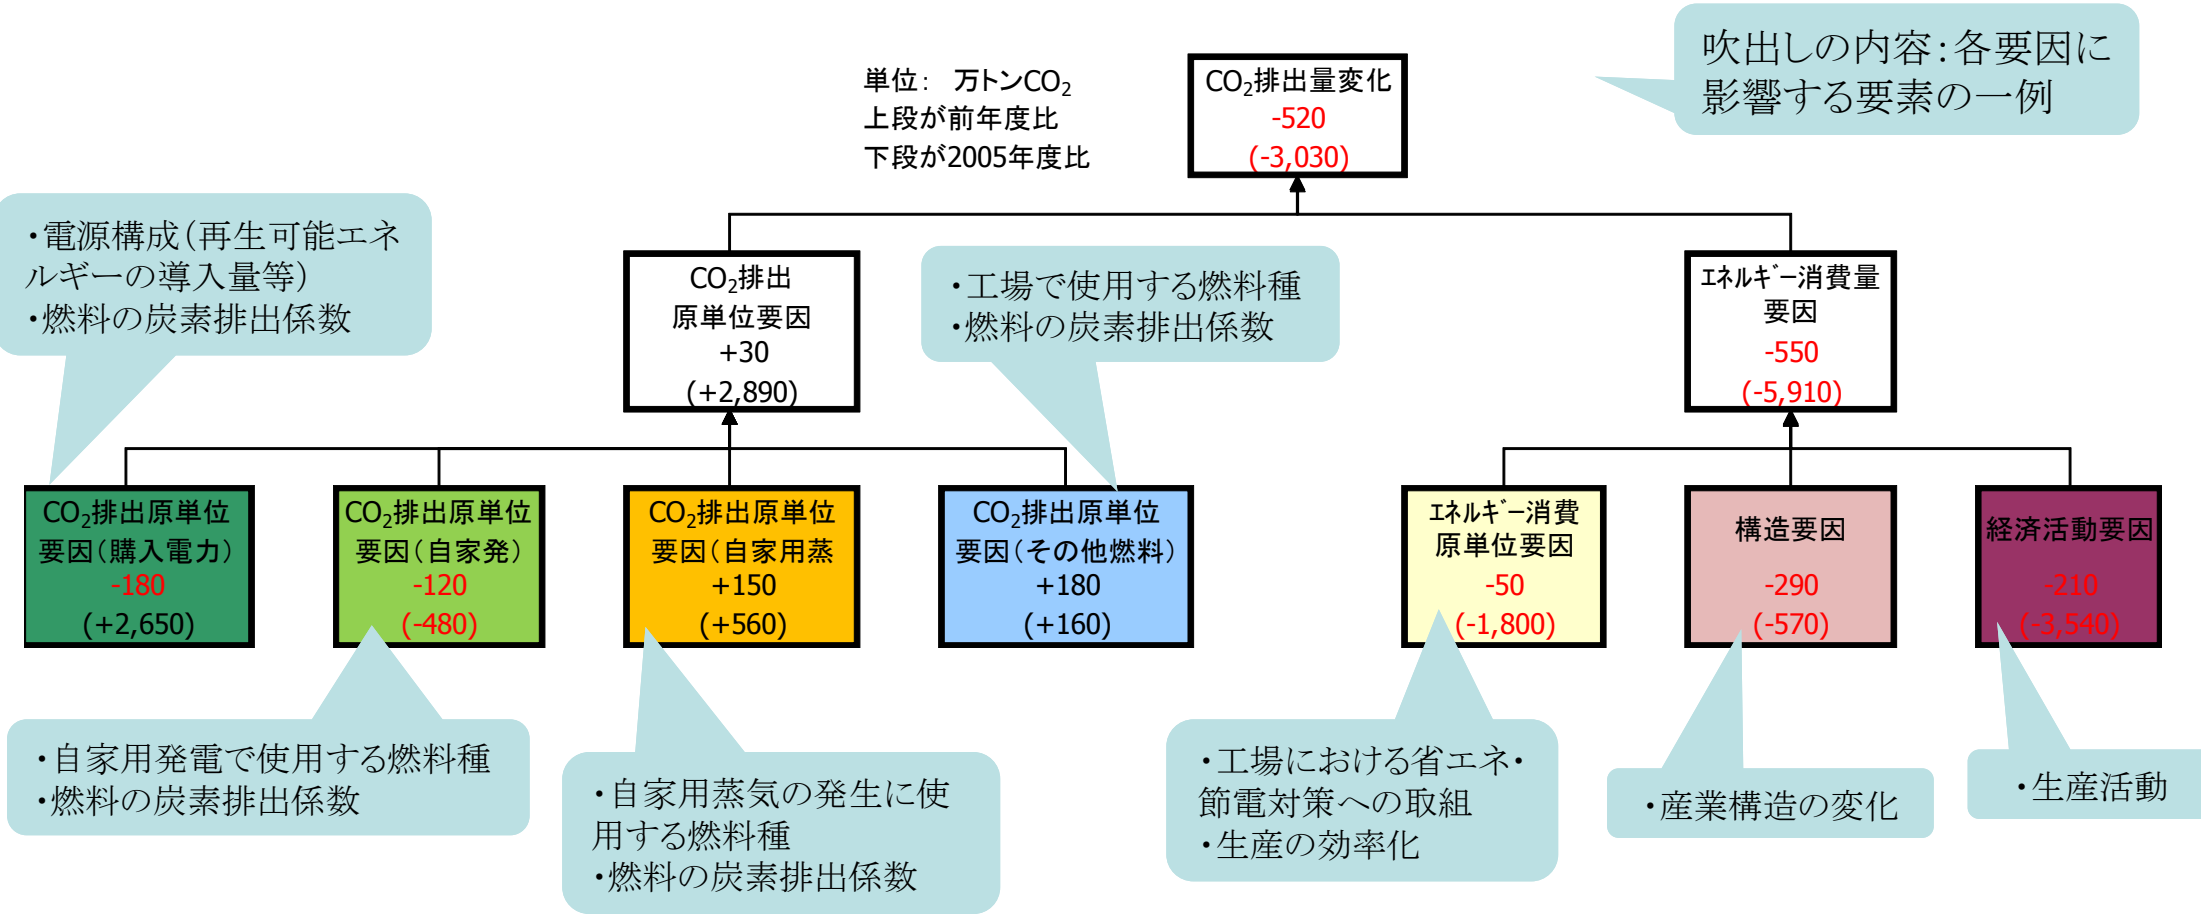 吹出しの内容：各要因に
影響する要素の一例
単位： 万トンCO₂
上段が前年度比
下段が2005年度比
CO₂排出量変化
-520
(-3,030)
・電源構成（再生可能エネ
ルギーの導入量等）
・燃料の炭素排出係数
CO₂排出
原単位要因
+30
(+2,890)
・工場で使用する燃料種
・燃料の炭素排出係数
ｴﾈﾙｷﾞｰ消費量
要因
-550
(-5,910)
CO₂排出原単位
要因（購入電力）
-180
(+2,650)
CO₂排出原単位
要因（自家発）
-120
(-480)
CO₂排出原単位
要因（自家用蒸
+150
(+560)
CO₂排出原単位
要因（その他燃料）
+180
(+160)
ｴﾈﾙｷﾞｰ消費
原単位要因
-50
(-1,800)
構造要因
-290
(-570)
経済活動要因
-210
(-3,540)
・自家用発電で使用する燃料種
・燃料の炭素排出係数
・自家用蒸気の発生に使
用する燃料種
・燃料の炭素排出係数
・工場における省エネ・
節電対策への取組
・生産の効率化
・産業構造の変化
・生産活動